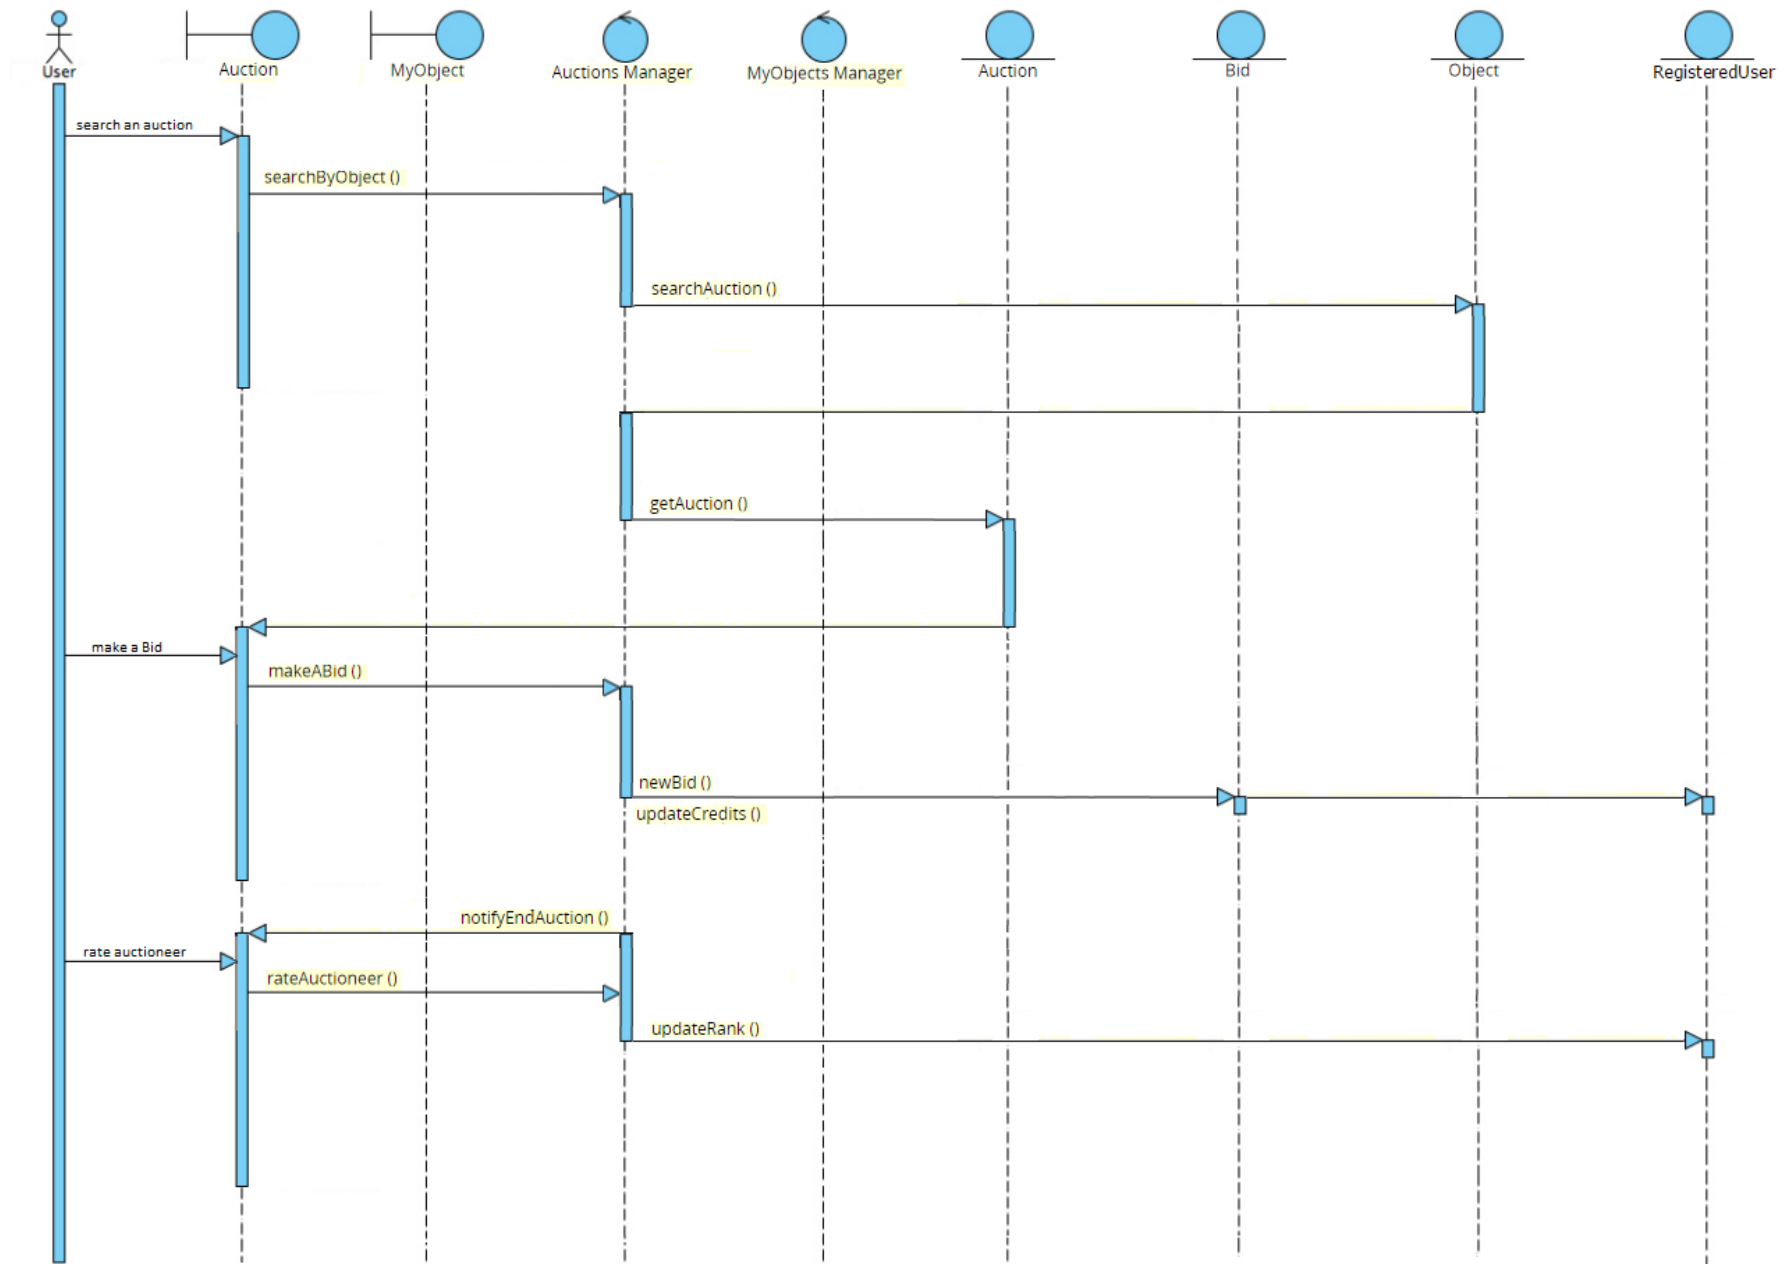 User
Auction
MyObject
Auctions Manager
MyObjects Manager
Auction
Bid
Object
RegisteredUser
search an auction
searchByObject ()
searchAuction ()
getAuction ()
make a Bid
makeABid ()
newBid ()
updateCredits ()
notifyEndAuction ()
rate auctioneer
rateAuctioneer ()
updateRank ()